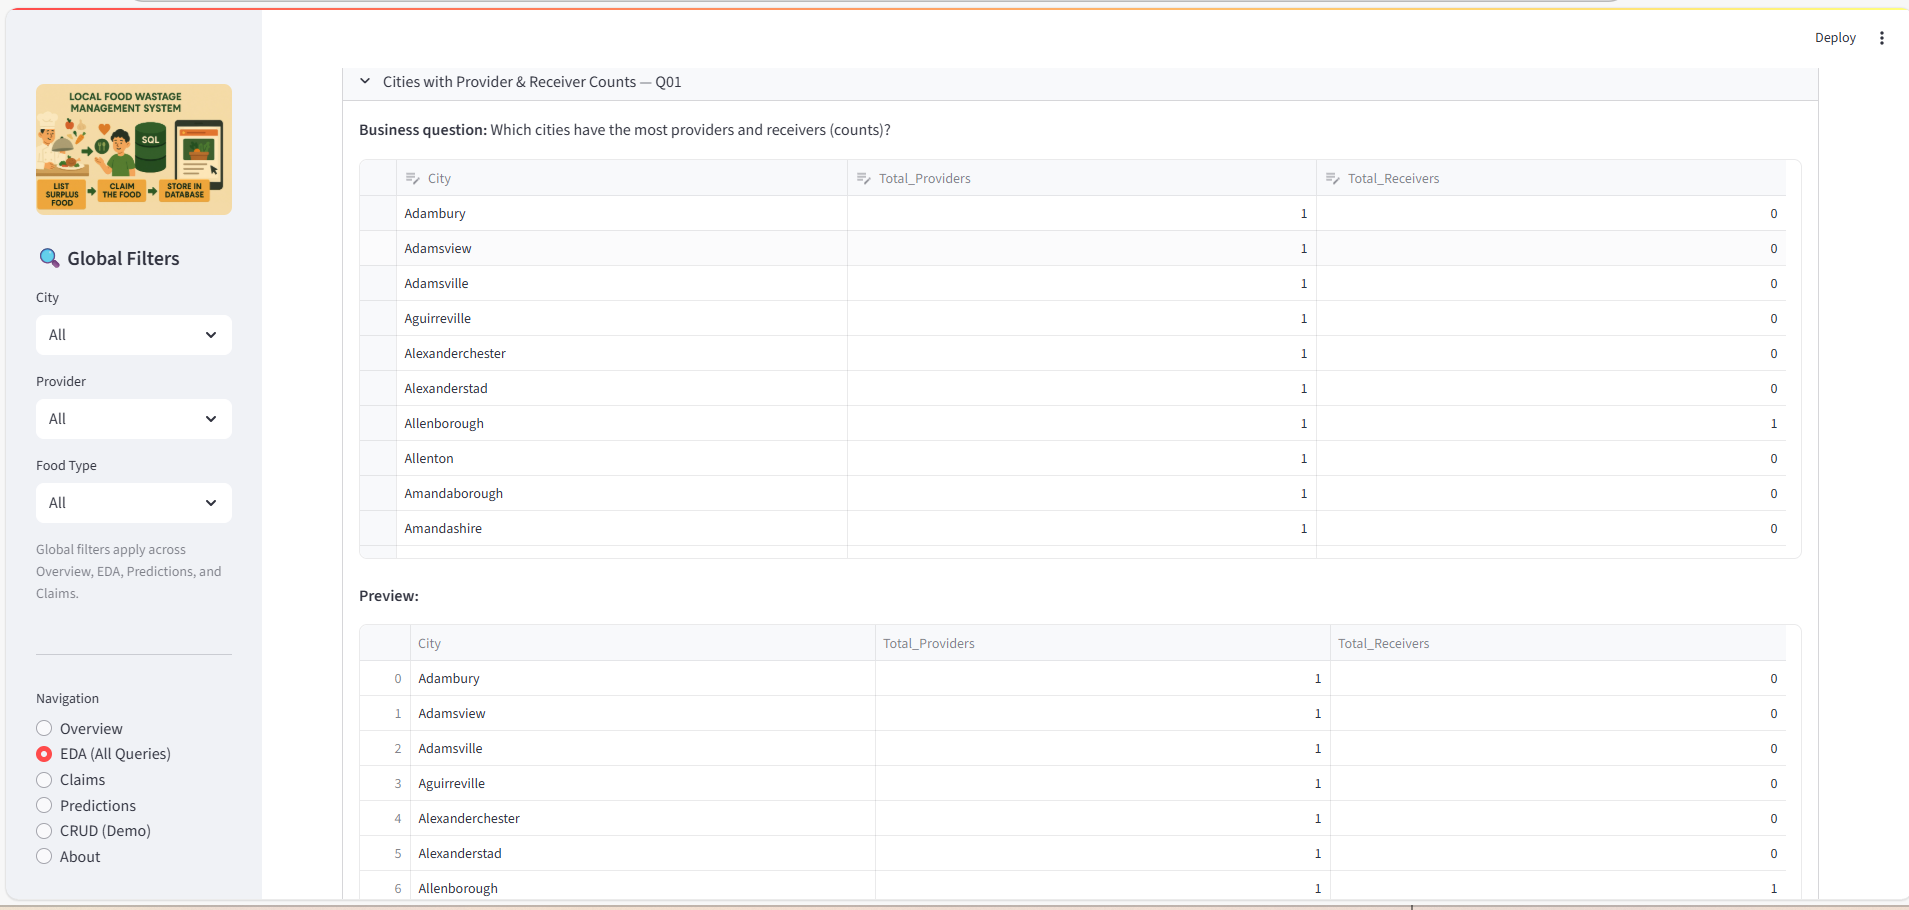 Deploy
LOCAL FOOD WASTAGE
MANAGEMENT SYSTEM
SQL
LIST
SURPLUS
FOOD
CLAIM
THE FOOD
STORE IN
DATABASE
Global Filters
City
All
Provider
All
Food Type
All
Global filters apply across
Overview, EDA, Predictions, and
Claims.
Navigation
Overview
EDA (All Queries)
Claims
Predictions
CRUD (Demo)
About
Cities with Provider & Receiver Counts — Q01
Business question: Which cities have the most providers and receivers (counts)?
City Total_Providers Total_Receivers
Adambury 1 0
Adamsview 1 0
Adamsville 1 0
Aguirreville 1 0
Alexanderchester 1 0
Alexanderstad 1 0
Allenborough 1 1
Allenton 1 0
Amandaborough 1 0
Amandashire 1 0
Preview:
City Total_Providers Total_Receivers
0 Adambury 1 0
1 Adamsview 1 0
2 Adamsville 1 0
3 Aguirreville 1 0
4 Alexanderchester 1 0
5 Alexanderstad 1 0
6 Allenborough 1 1